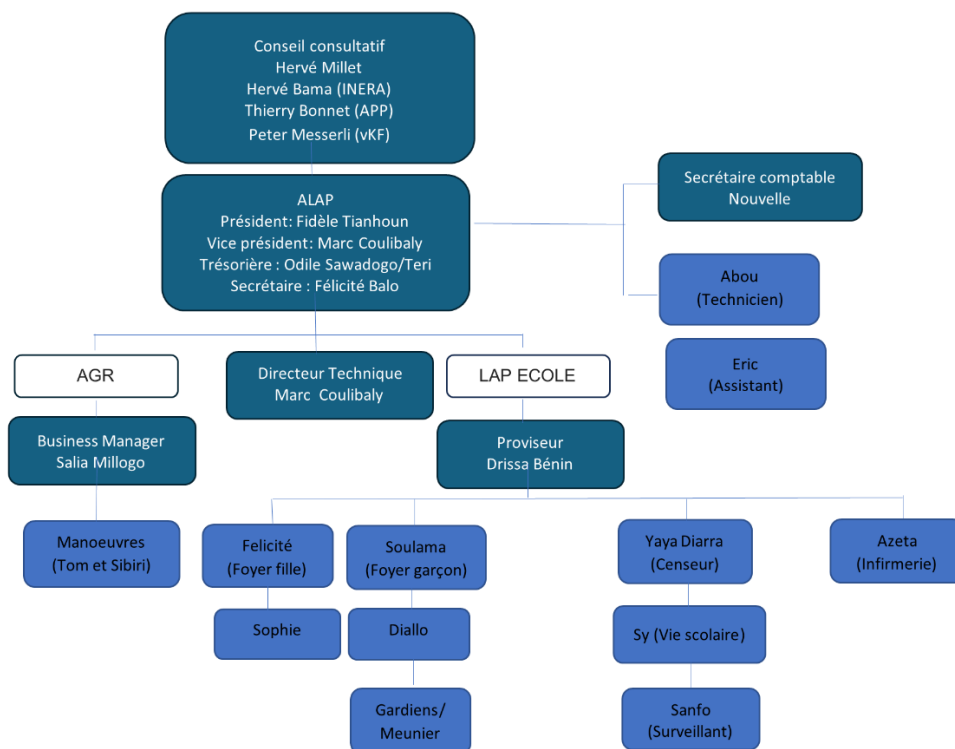 Conseil consultatif
Hervé Millet
Hervé Bama (INERA)
Thierry Bonnet (APP)
Peter Messerli (vKF)
ALAP
Président: Fidèle Tianhoun
Vice président: Marc Coulibaly
Trésorière : Odile Sawadogo/Teri
Secrétaire : Félicité Balo
Secrétaire comptable
Nouvelle
Abou
(Technicien)
Eric
(Assistant)
AGR
Directeur Technique
Marc Coulibaly
LAP ECOLE
Business Manager
Salia Millogo
Proviseur
Drissa Bénin
Manoeuvres
(Tom et Sibiri)
Felicité
(Foyer fille)
Soulama
(Foyer garçon)
Yaya Diarra
(Censeur)
Azeta
(Infirmerie)
Sophie
Diallo
Sy (Vie scolaire)
Gardiens/
Meunier
Sanfo
(Surveillant)